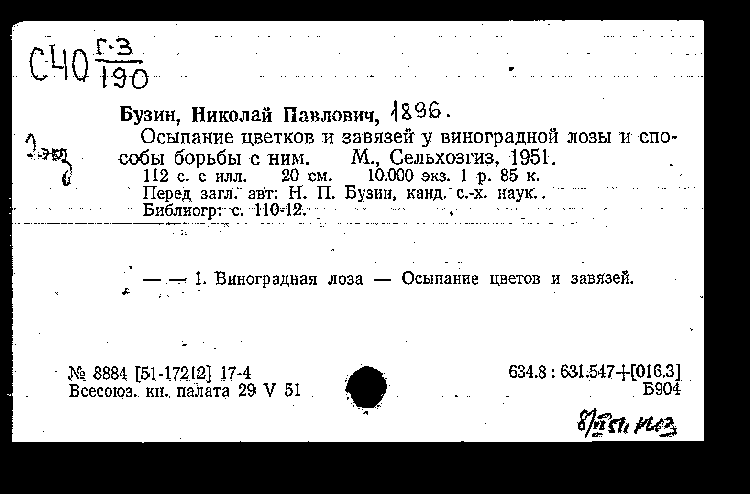 С40 Г-3
190
Бузин, Николай Павлович, 1896.
Осыпание цветков и завязей у виноградной лозы и спо-
2 экз
собы борьбы с ним. М., Сельхозгиз, 1951.
112 с. с илл. 20 см. 10.000 экз. 1 р. 85 к.
Перед загл. авт: Н. П. Бузин, канд. с.-х. наук.
Библиогр: с. 110-12.
— — 1. Виноградная лоза — Осыпание цветов и завязей.
№ 8884 [51-17212] 17-4
634.8 : 631.547+[016.3]
Всесоюз. кн. палата 29 V 51
Б904